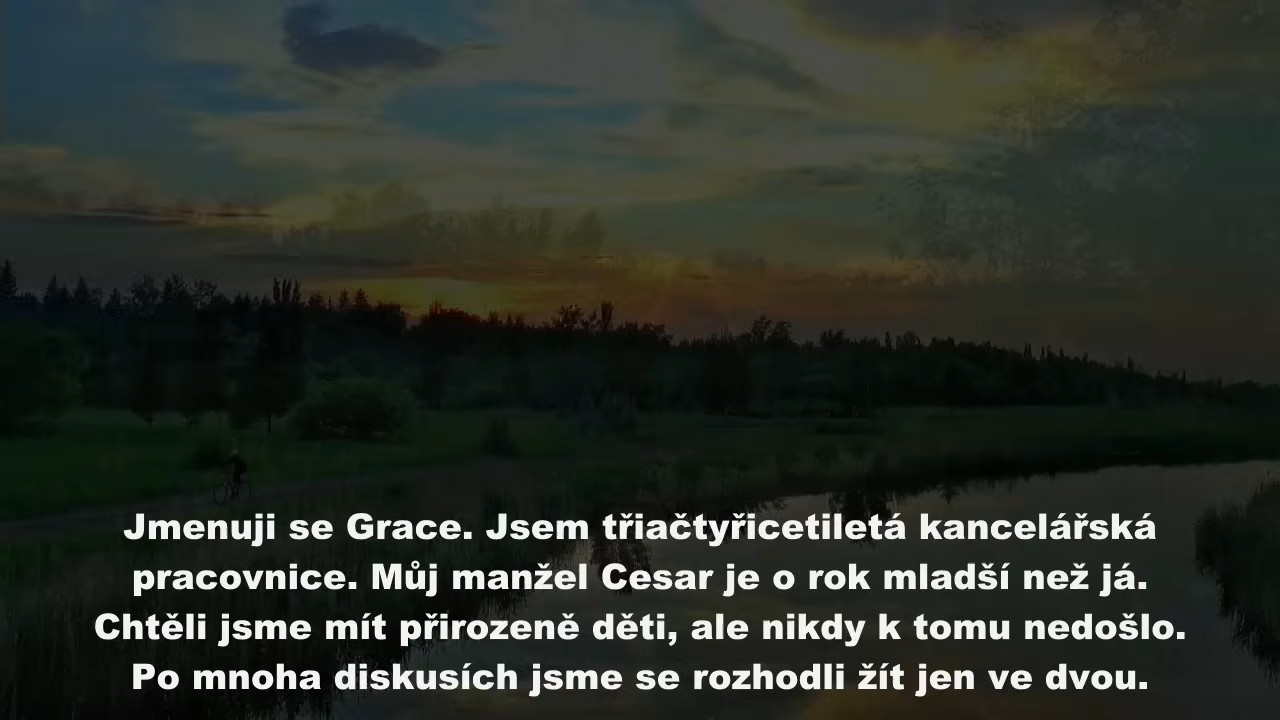 Jmenuji se Grace. Jsem třiačtyřicetiletá kancelářská
pracovnice. Můj manžel Cesar je o rok mladší než já.
Chtěli jsme mít přirozeně děti, ale nikdy k tomu nedošlo.
Po mnoha diskusích jsme se rozhodli žít jen ve dvou.